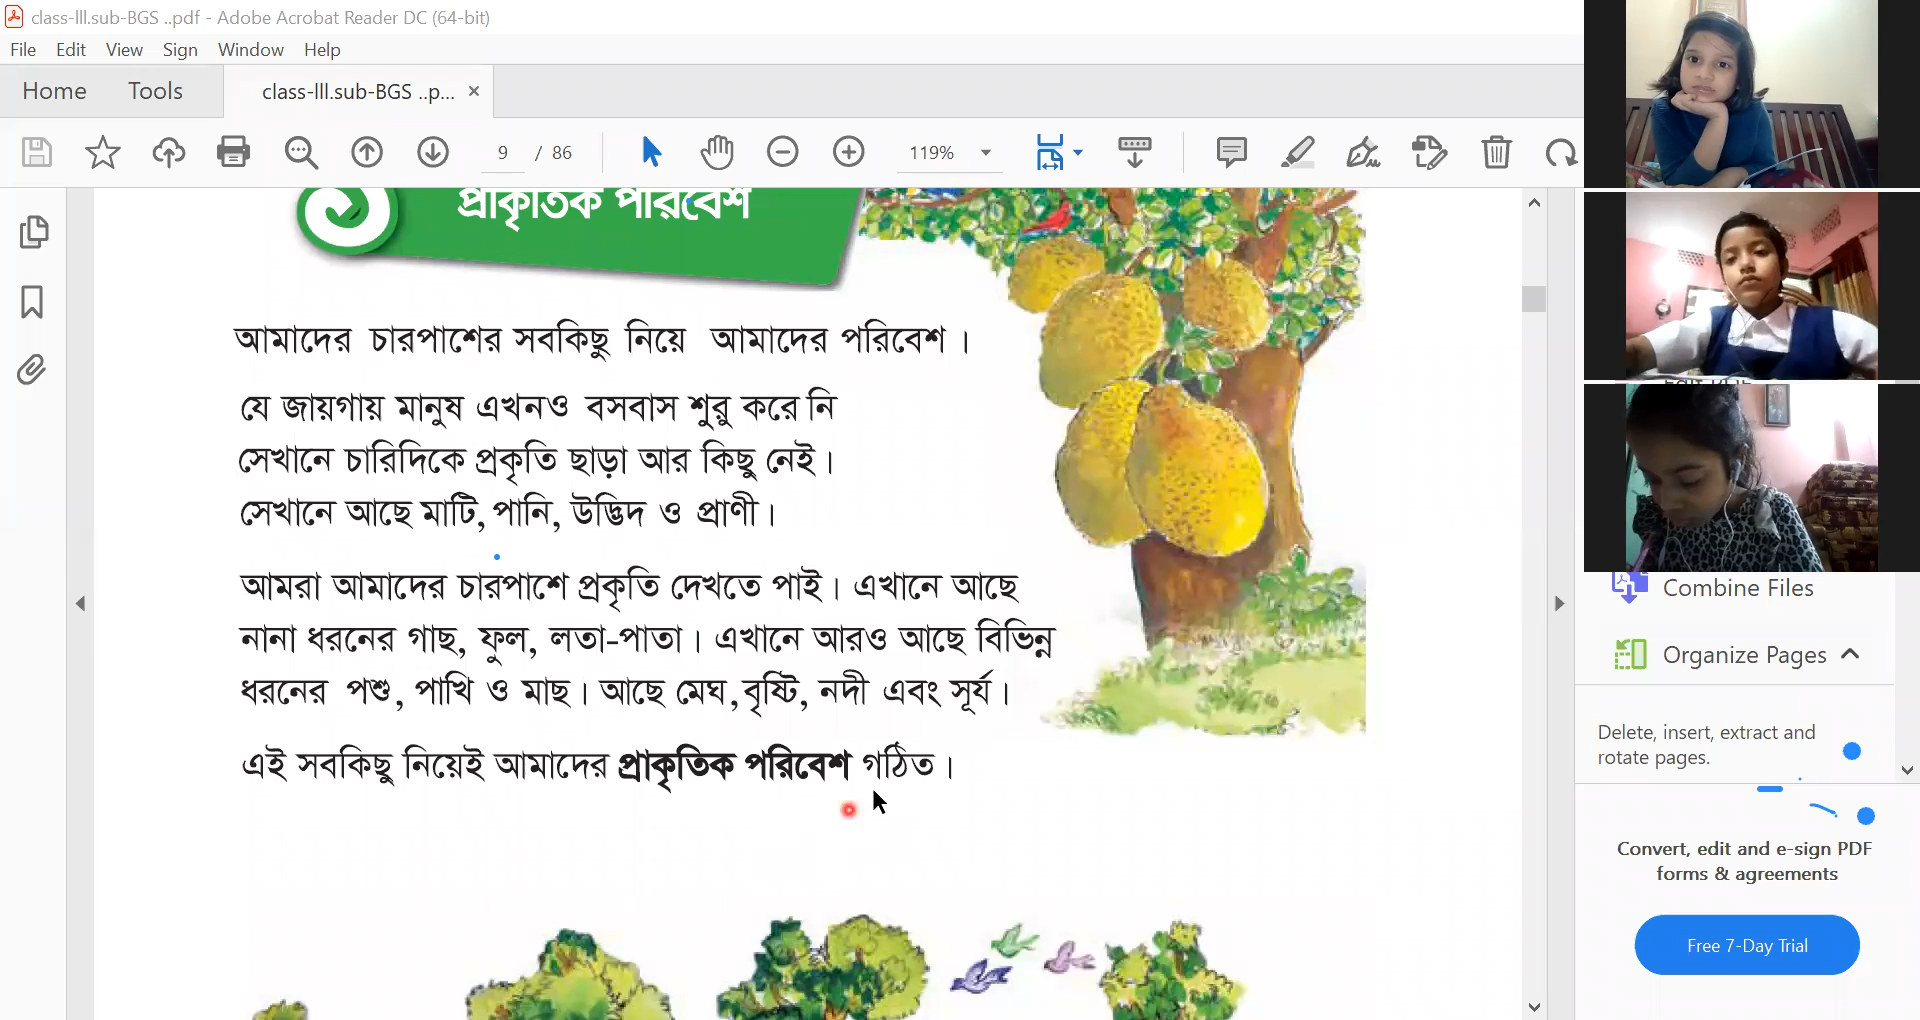 class-III.sub-BGS ..pdf - Adobe Acrobat Reader DC (64-bit)
File Edit View Sign Window Help
Home Tools class-III.sub-BGS ..p... ×
9 / 86 119%
প্রাকৃতিক পরিবেশ
আমাদের চারপাশের সবকিছু নিয়ে আমাদের পরিবেশ।
যে জায়গায় মানুষ এখনও বসবাস শুরু করে নি
সেখানে চারিদিকে প্রকৃতি ছাড়া আর কিছু নেই।
সেখানে আছে মাটি, পানি, উদ্ভিদ ও প্রাণী।
আমরা আমাদের চারপাশে প্রকৃতি দেখতে পাই। এখানে আছে
নানা ধরনের গাছ, ফুল, লতা-পাতা। এখানে আরও আছে বিভিন্ন
ধরনের পশু, পাখি ও মাছ। আছে মেঘ, বৃষ্টি, নদী এবং সূর্য।
এই সবকিছু নিয়েই আমাদের প্রাকৃতিক পরিবেশ গঠিত।
Combine Files
Organize Pages
Delete, insert, extract and
rotate pages.
Convert, edit and e-sign PDF
forms & agreements
Free 7-Day Trial